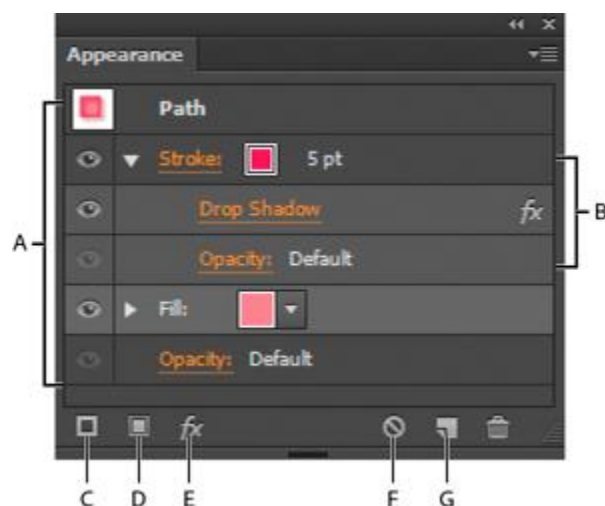 Appearance
Path
Stroke: 5 pt
Drop Shadow fx
Opacity: Default
Fill:
Opacity: Default
fx
A
B
C D E F G